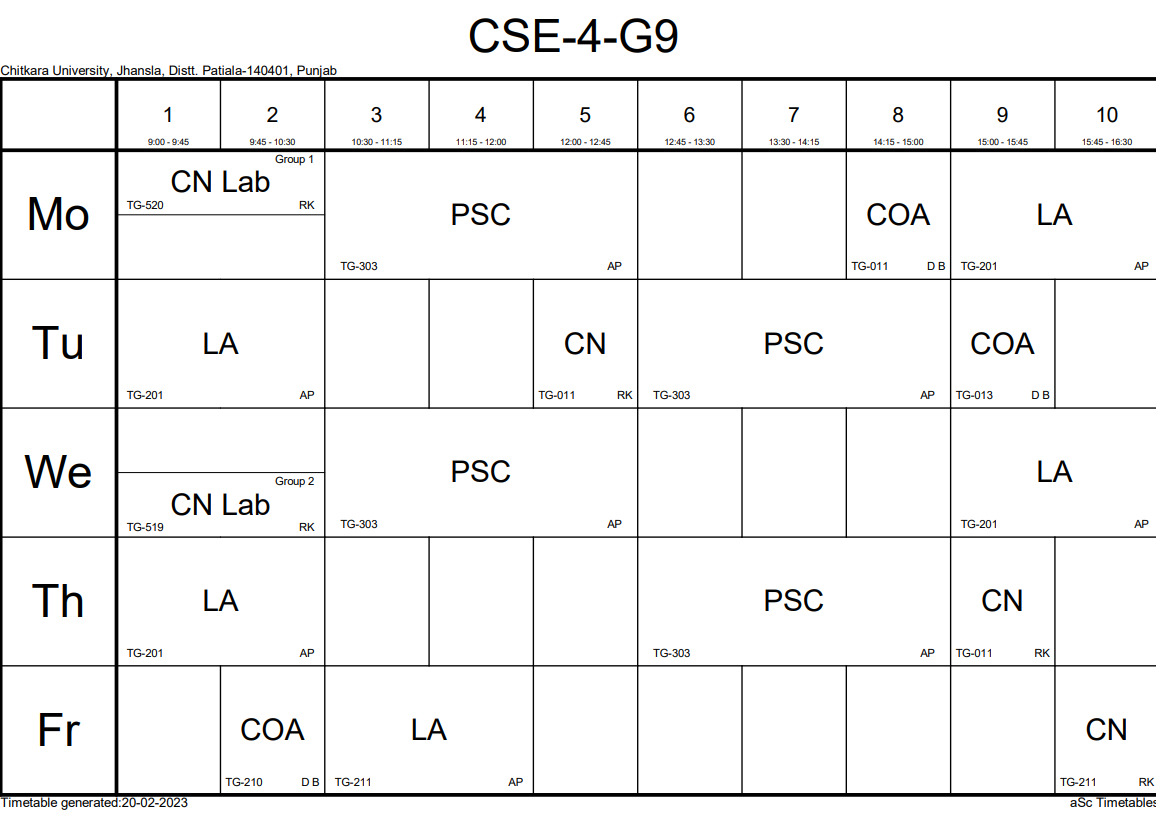 CSE-4-G9
Chitkara University, Jhansla, Distt. Patiala-140401, Punjab
1 2 3 4 5 6 7 8 9 10
9:00 - 9:45 9:45 - 10:30 10:30 - 11:15 11:15 - 12:00 12:00 - 12:45 12:45 - 13:30 13:30 - 14:15 14:15 - 15:00 15:00 - 15:45 15:45 - 16:30
Group 1
Mo CN Lab PSC COA LA
TG-520 RK
TG-303 AP TG-011 D B TG-201 AP
Tu LA CN PSC COA
TG-201 AP TG-011 RK TG-303 AP TG-013 D B
We PSC LA
Group 2
CN Lab
TG-519 RK TG-303 AP TG-201 AP
Th LA PSC CN
TG-201 AP TG-303 AP TG-011 RK
Fr COA LA CN
TG-210 D B TG-211 AP TG-211 RK
Timetable generated:20-02-2023 aSc Timetables